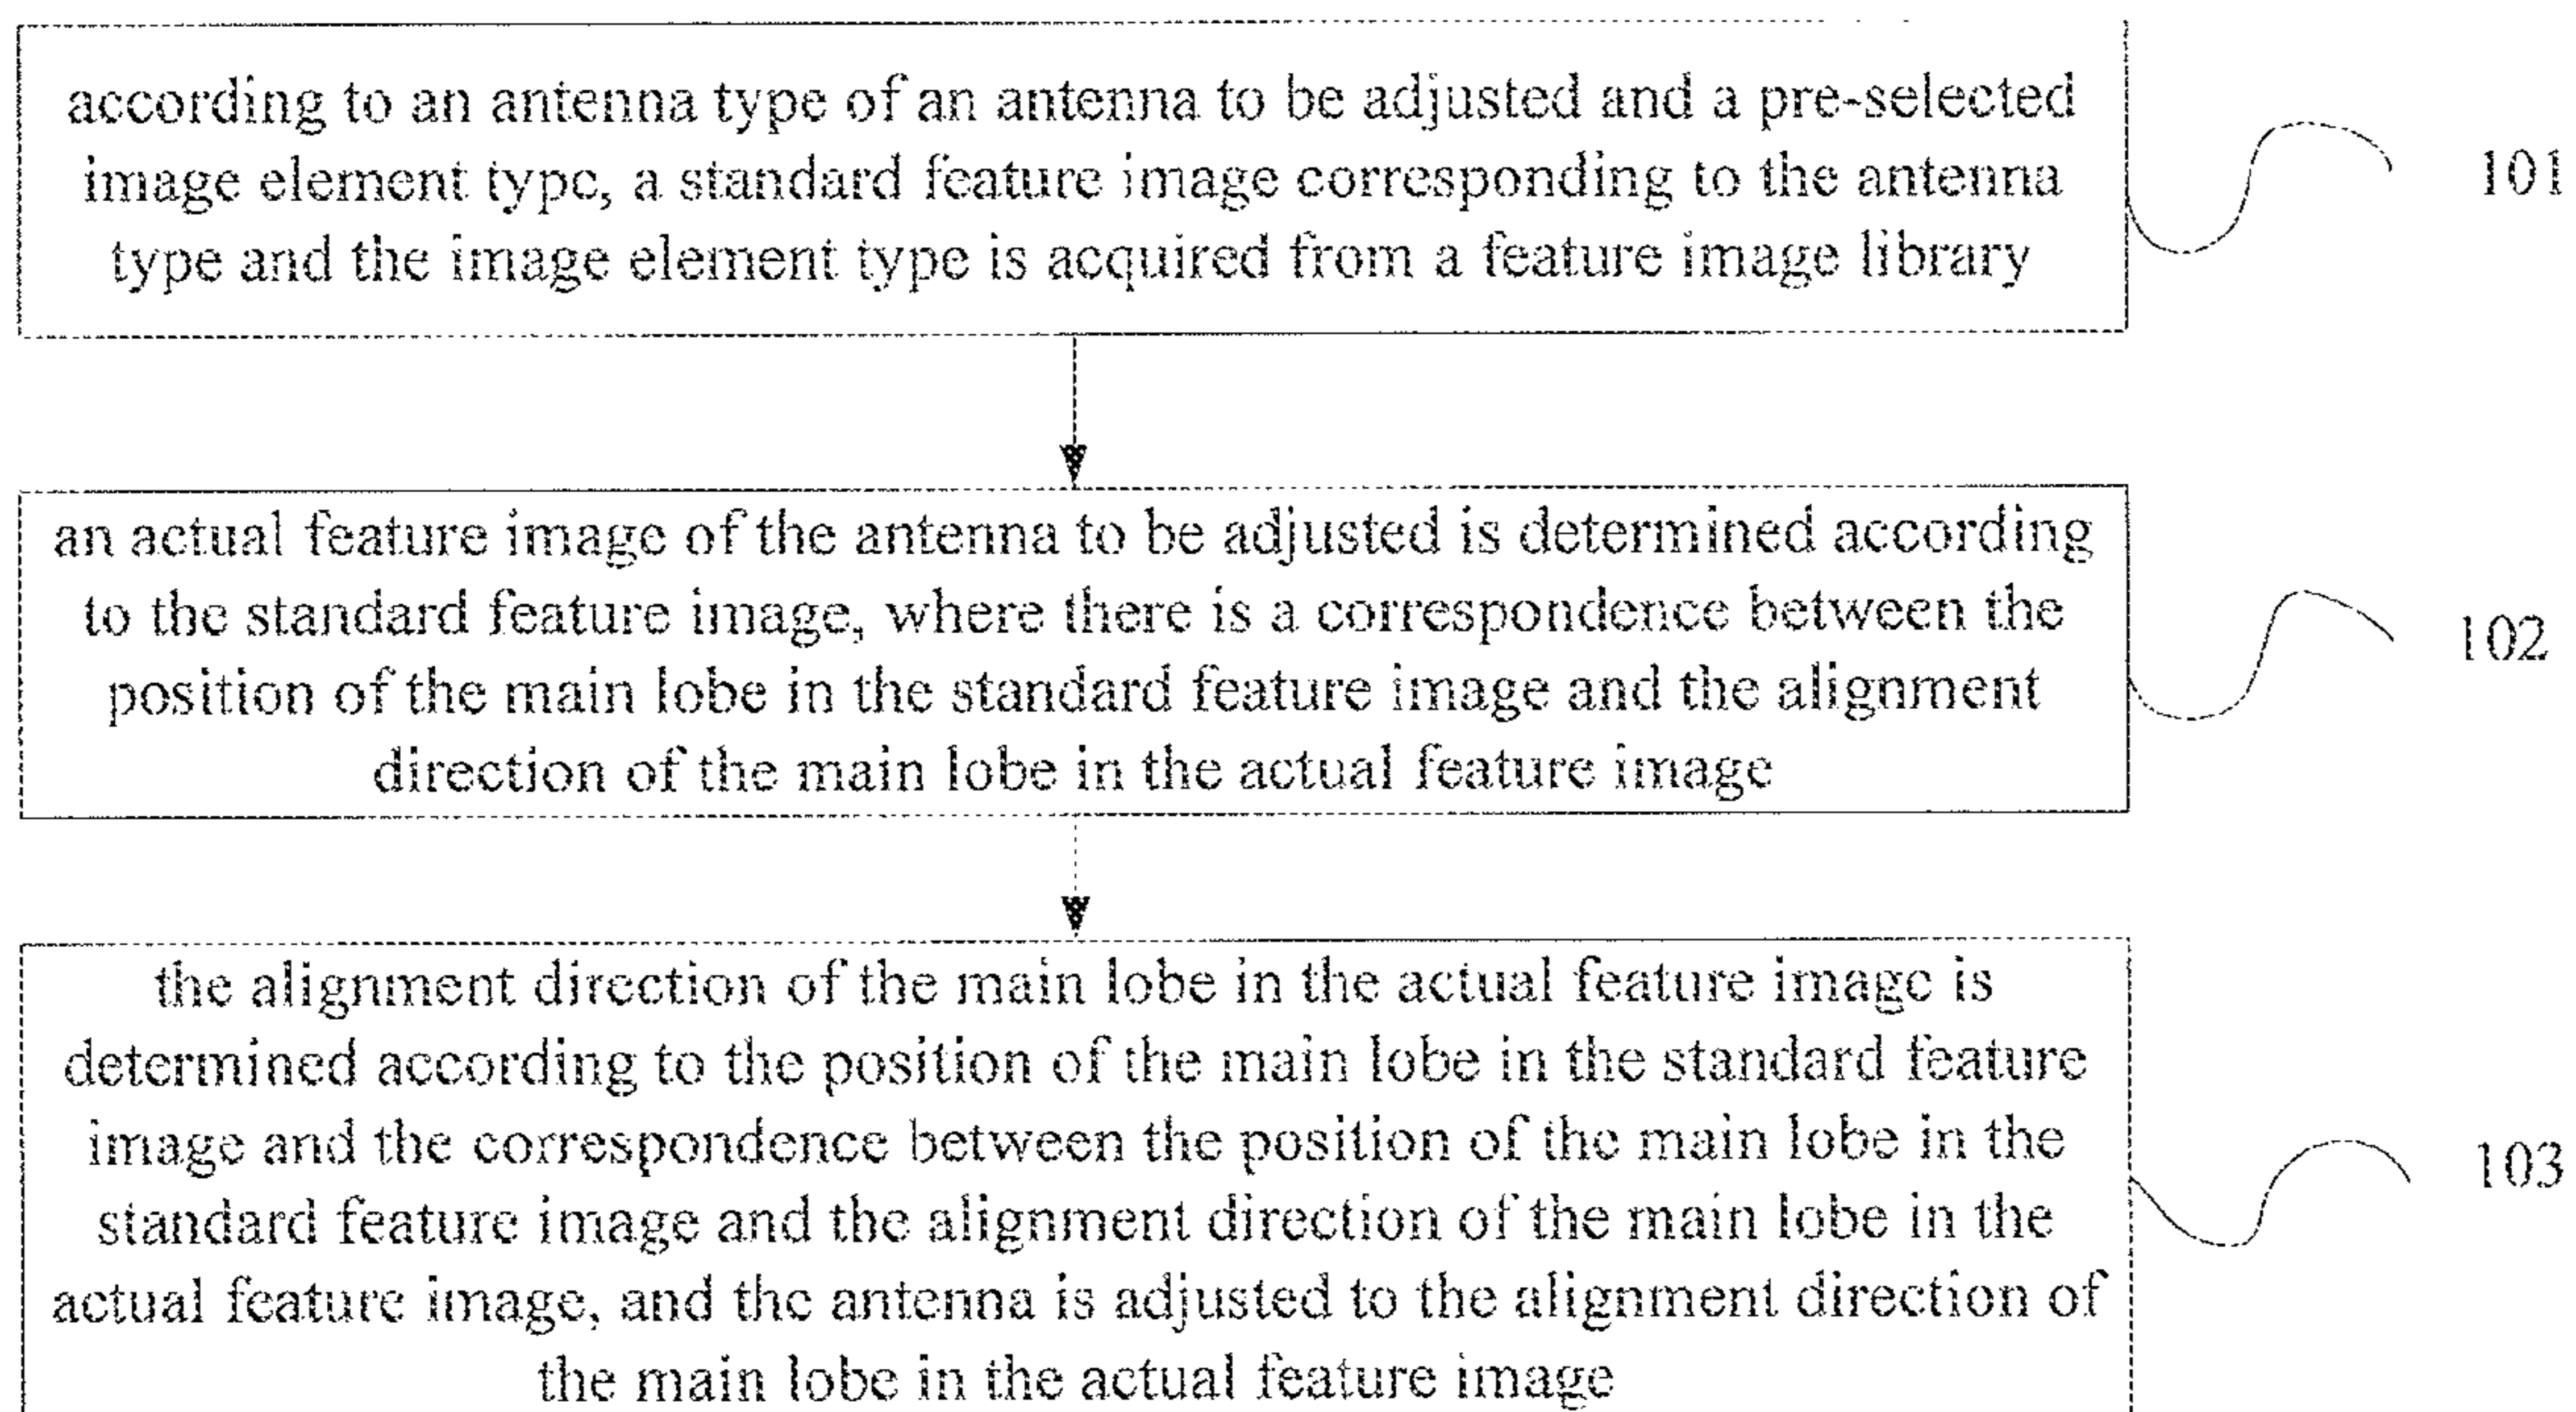 according to an antenna type of an antenna to be adjusted and a pre-selected
image element type, a standard feature image corresponding to the antenna
type and the image element type is acquired from a feature image library
101
an actual feature image of the antenna to be adjusted is determined according
to the standard feature image, where there is a correspondence between the
position of the main lobe in the standard feature image and the alignment
direction of the main lobe in the actual feature image
102
the alignment direction of the main lobe in the actual feature image is
determined according to the position of the main lobe in the standard feature
image and the correspondence between the position of the main lobe in the
standard feature image and the alignment direction of the main lobe in the
actual feature image, and the antenna is adjusted to the alignment direction of
the main lobe in the actual feature image
103